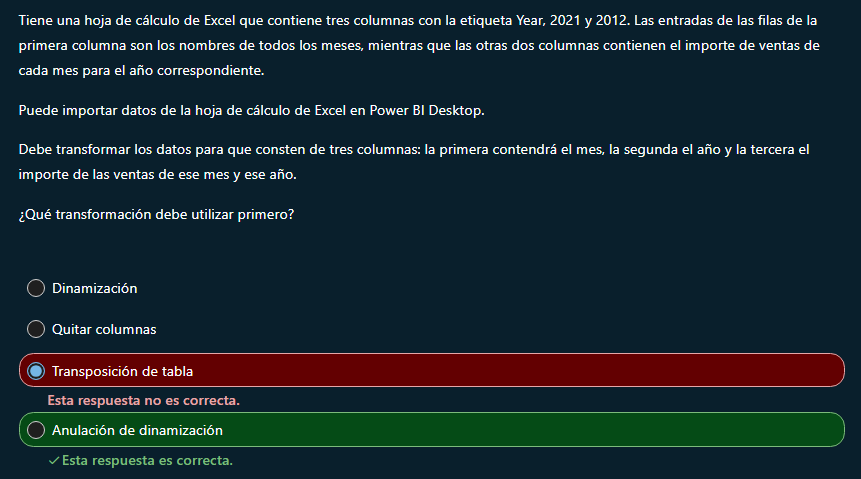 Tiene una hoja de cálculo de Excel que contiene tres columnas con la etiqueta Year, 2021 y 2012. Las entradas de las filas de la
primera columna son los nombres de todos los meses, mientras que las otras dos columnas contienen el importe de ventas de
cada mes para el año correspondiente.
Puede importar datos de la hoja de cálculo de Excel en Power BI Desktop.
Debe transformar los datos para que consten de tres columnas: la primera contendrá el mes, la segunda el año y la tercera el
importe de las ventas de ese mes y ese año.
¿Qué transformación debe utilizar primero?
Dinamización
Quitar columnas
Transposición de tabla
Esta respuesta no es correcta.
Anulación de dinamización
Esta respuesta es correcta.